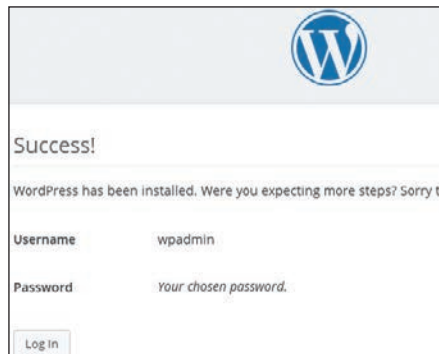 Success!
WordPress has been installed. Were you expecting more steps? Sorry t
Username wpadmin
Password Your chosen password.
Log In